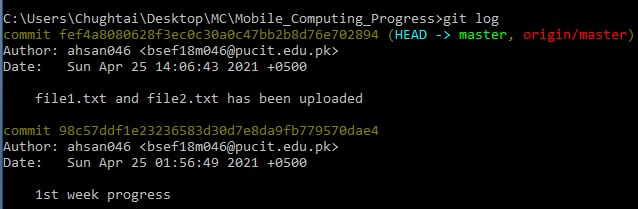 C:\Users\Chughtai\Desktop\MC\Mobile_Computing_Progress>git log
commit fef4a8080628f3ec0c30a0c47bb2b8d76e702894 (HEAD -> master, origin/master)
Author: ahsan046 <bsef18m046@pucit.edu.pk>
Date:   Sun Apr 25 14:06:43 2021 +0500
    file1.txt and file2.txt has been uploaded
commit 98c57ddf1e23236583d30d7e8da9fb779570dae4
Author: ahsan046 <bsef18m046@pucit.edu.pk>
Date:   Sun Apr 25 01:56:49 2021 +0500
    1st week progress